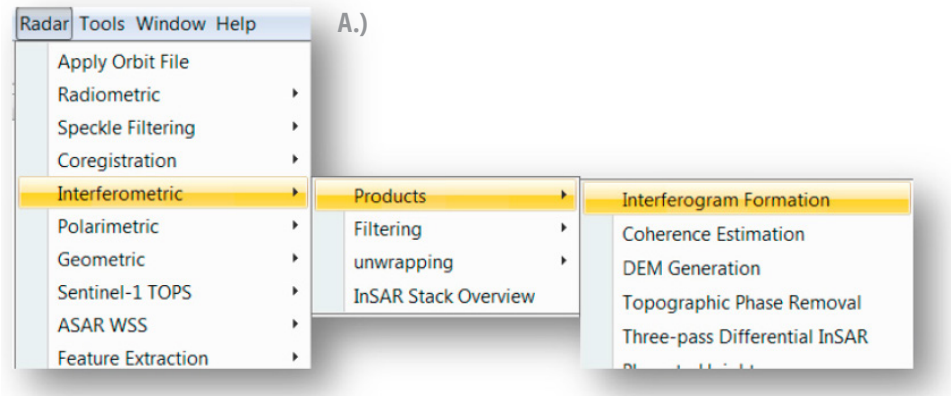 Radar Tools Window Help
A.)
Apply Orbit File
Radiometric
Speckle Filtering
Coregistration
Interferometric
Polarimetric
Geometric
Sentinel-1 TOPS
ASAR WSS
Feature Extraction
Products
Filtering
unwrapping
InSAR Stack Overview
Interferogram Formation
Coherence Estimation
DEM Generation
Topographic Phase Removal
Three-pass Differential InSAR